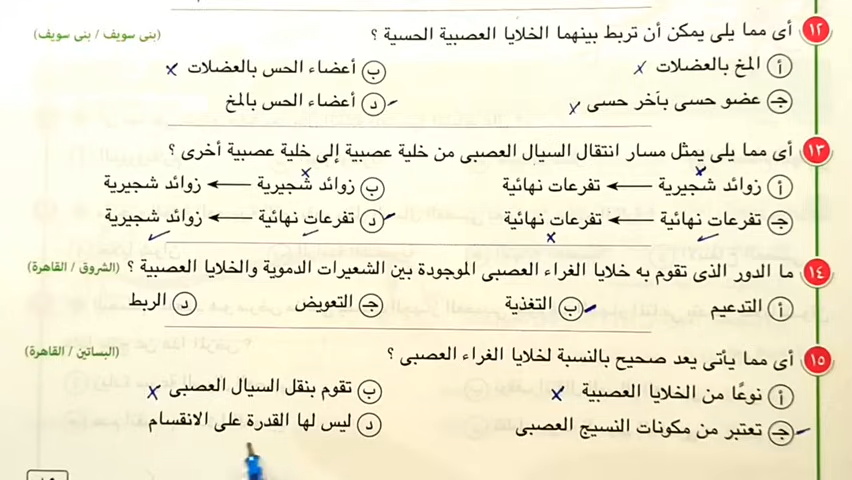 ١٢ أى مما يلى يمكن أن تربط بينهما الخلايا العصبية الحسية ؟ (بنى سويف / بنى سويف)
أ المخ بالعضلات ب أعضاء الحس بالعضلات
جـ عضو حسى بآخر حسى د أعضاء الحس بالمخ
١٣ أى مما يلى يمثل مسار انتقال السيال العصبى من خلية عصبية إلى خلية عصبية أخرى ؟
أ زوائد شجيرية ← تفرعات نهائية ب زوائد شجيرية ← زوائد شجيرية
جـ تفرعات نهائية ← تفرعات نهائية د تفرعات نهائية ← زوائد شجيرية
١٤ ما الدور الذى تقوم به خلايا الغراء العصبى الموجودة بين الشعيرات الدموية والخلايا العصبية ؟ (الشروق / القاهرة)
أ التدعيم ب التغذية جـ التعويض د الربط
١٥ أى مما يأتى يعد صحيح بالنسبة لخلايا الغراء العصبى ؟ (البساتين / القاهرة)
أ نوعًا من الخلايا العصبية ب تقوم بنقل السيال العصبى
جـ تعتبر من مكونات النسيج العصبى د ليس لها القدرة على الانقسام